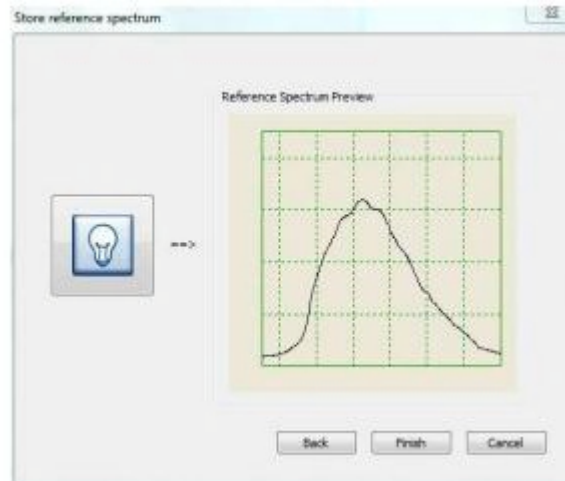 Store reference spectrum
Reference Spectrum Preview
==>
Back
Finish
Cancel